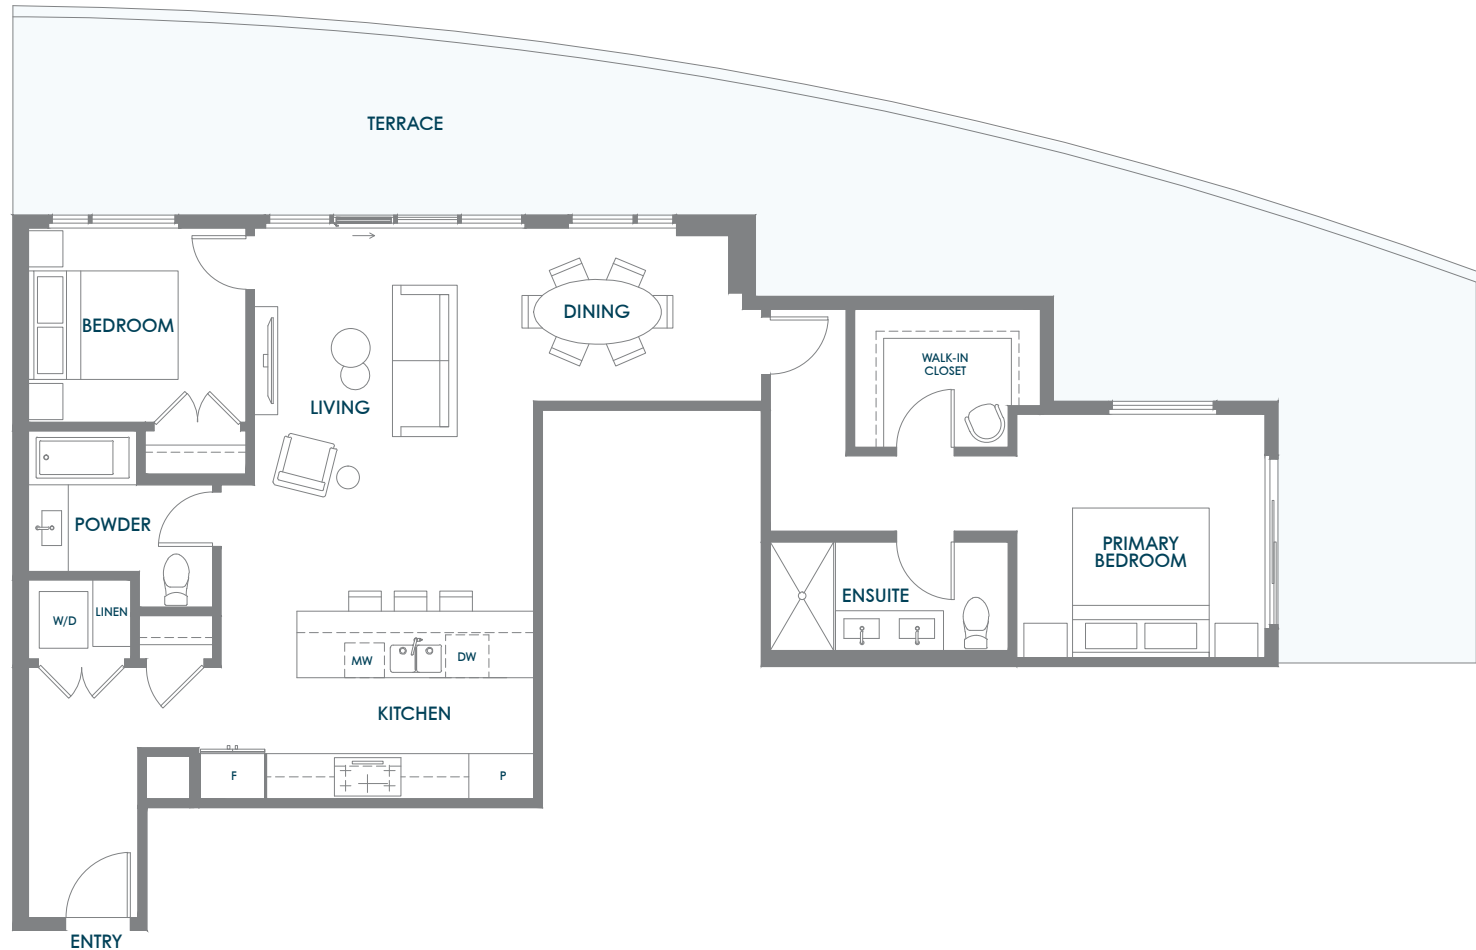 TERRACE
BEDROOM
DINING
WALK-IN
CLOSET
LIVING
POWDER
PRIMARY
BEDROOM
ENSUITE
W/D
LINEN
MW
DW
KITCHEN
F
P
ENTRY